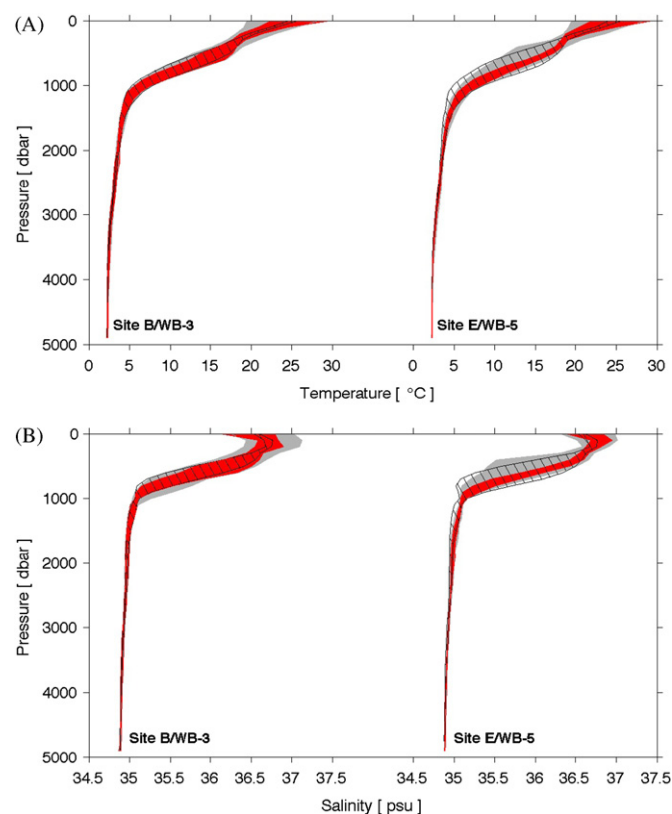 (A)
0
1000
2000
3000
4000
5000
Pressure [ dbar]
Site B/WB-3
Site E/WB-5
0 5 10 15 20 25 30 0 5 10 15 20 25 30
Temperature [ °C]
(B)
0
1000
2000
3000
4000
5000
Pressure [ dbar]
Site B/WB-3
Site E/WB-5
34.5 35 35.5 36 36.5 37 37.5 34.5 35 35.5 36 36.5 37 37.5
Salinity [ psu]